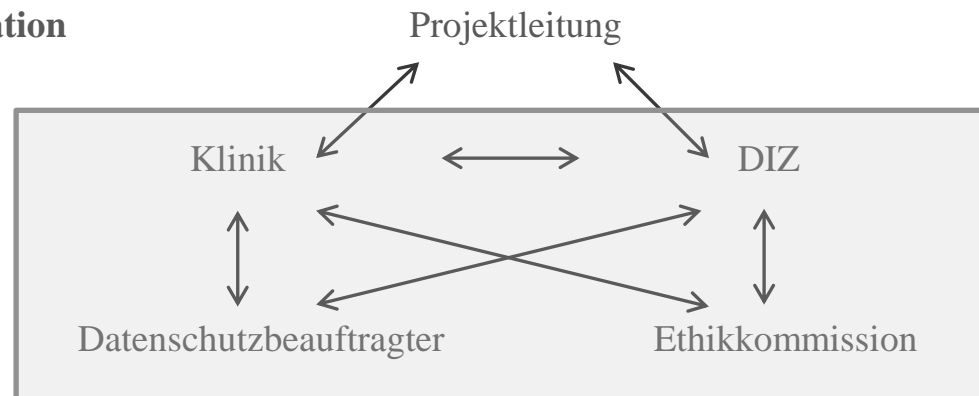 ation Projektleitung
Klinik DIZ
Datenschutzbeauftragter Ethikkommission